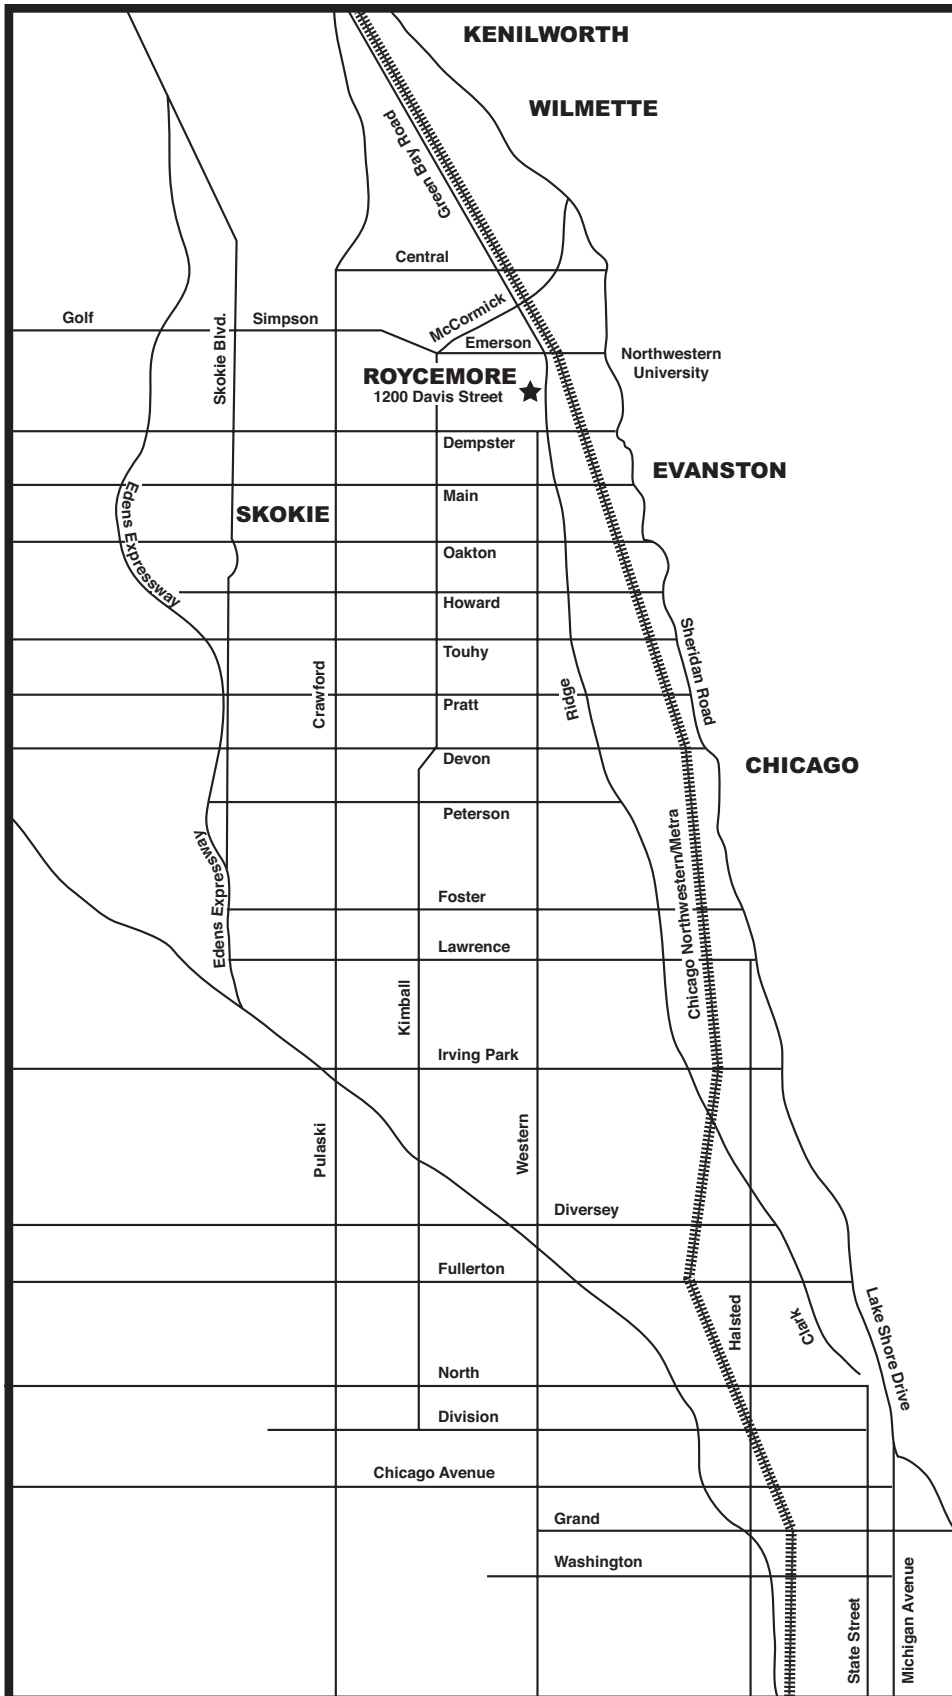 KENILWORTH
WILMETTE
Green Bay Road
Central
McCormick
Golf
Simpson
Skokie Blvd.
Emerson
Northwestern
University
ROYCEMORE
1200 Davis Street
Dempster
EVANSTON
Main
Edens Expressway
SKOKIE
Oakton
Howard
Sheridan Road
Touhy
Crawford
Ridge
Pratt
Devon
CHICAGO
Peterson
Chicago Northwestern/Metra
Edens Expressway
Foster
Lawrence
Kimball
Irving Park
Pulaski
Western
Diversey
Fullerton
Halsted
Clark
Lake Shore Drive
North
Division
Chicago Avenue
Grand
Washington
State Street
Michigan Avenue